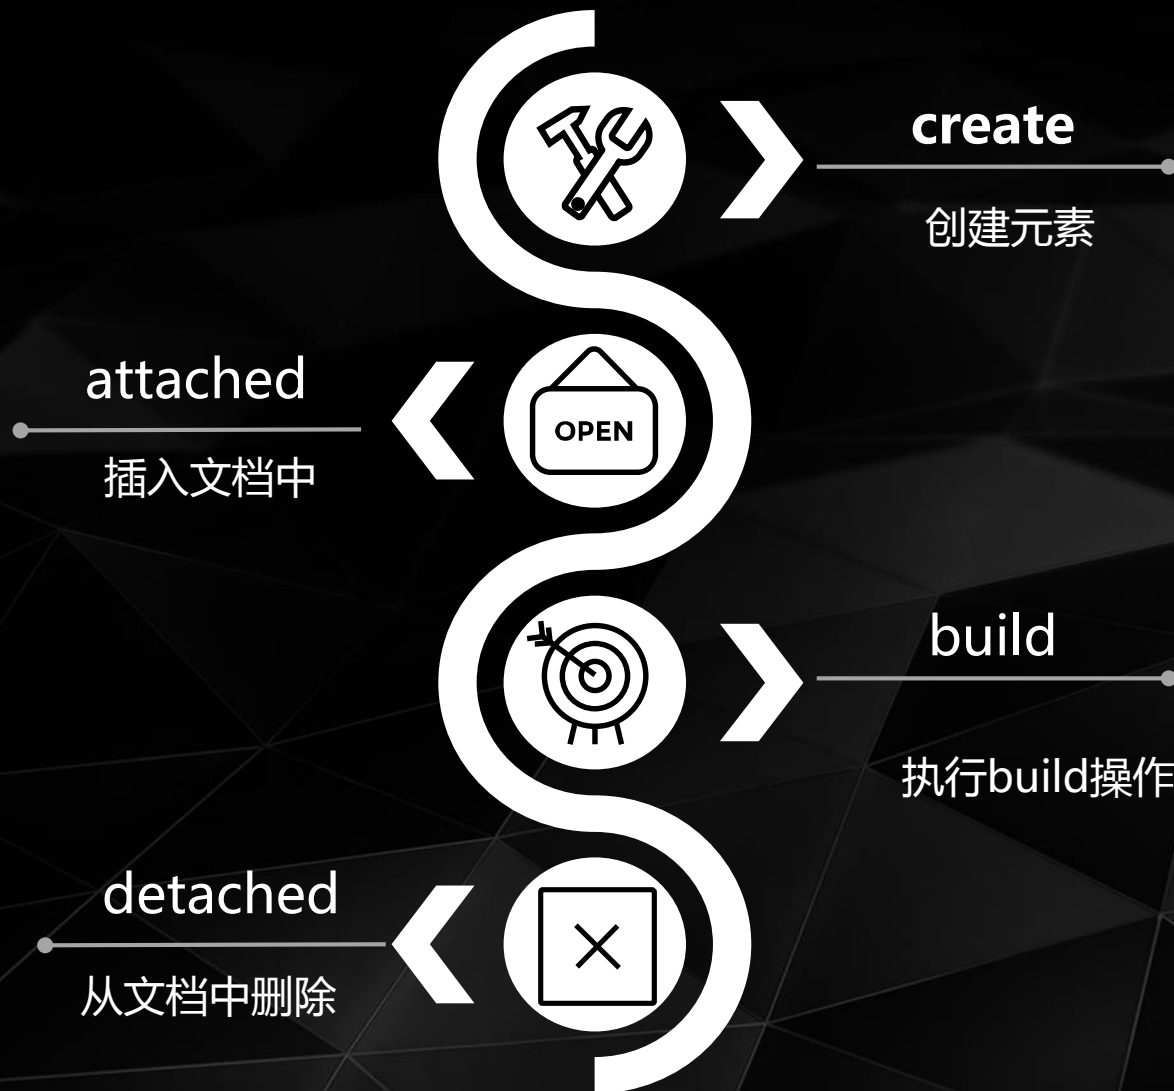 create
创建元素
attached
OPEN
插入文档中
build
执行build操作
detached
从文档中删除